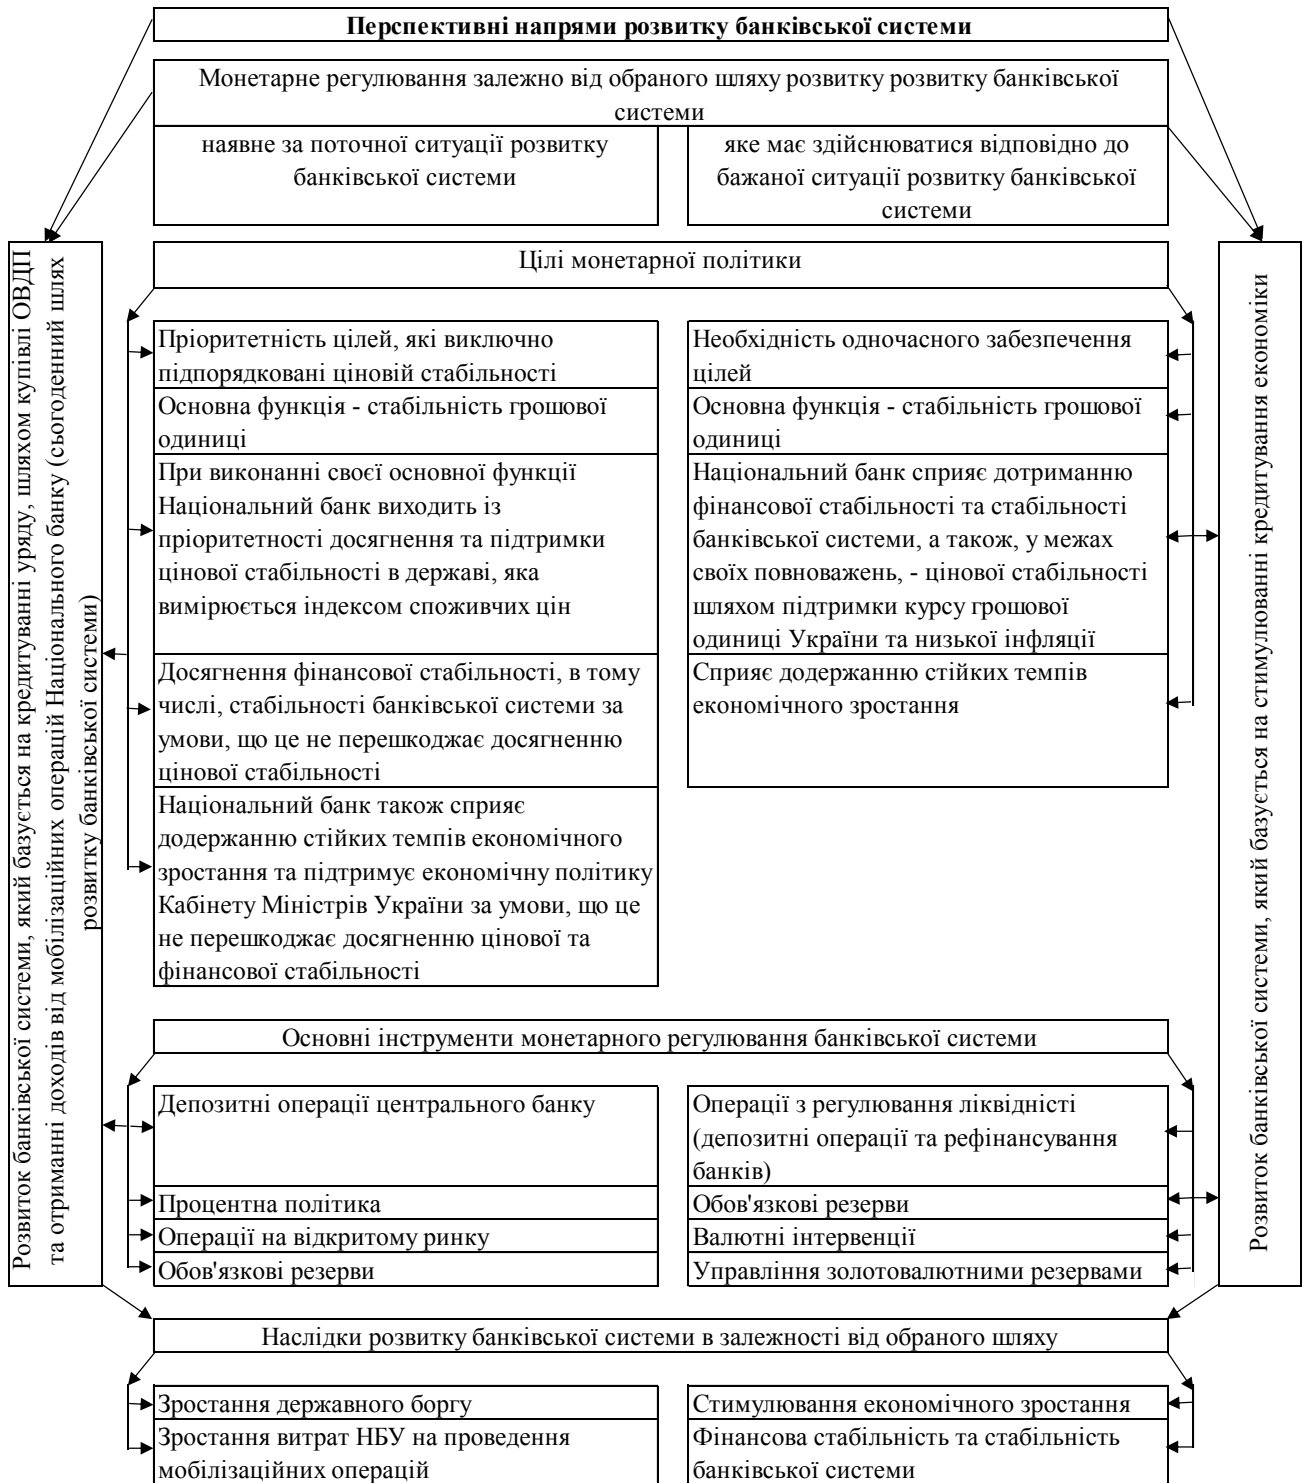 Перспективні напрями розвитку банківської системи
Монетарне регулювання залежно від обраного шляху розвитку розвитку банківської
системи
наявне за поточної ситуації розвитку
банківської системи
яке має здійснюватися відповідно до
бажаної ситуації розвитку банківської
системи
Розвиток банківської системи, який базується на кредитуванні уряду, шляхом купівлі ОВДП
та отриманні доходів від мобілізаційних операцій Національного банку (сьогоденний шлях
розвитку банківської системи)
Цілі монетарної політики
Пріоритетність цілей, які виключно
підпорядковані ціновій стабільності
Основна функція - стабільність грошової
одиниці
При виконанні своєї основної функції
Національний банк виходить із
пріоритетності досягнення та підтримки
цінової стабільності в державі, яка
вимірюється індексом споживчих цін
Досягнення фінансової стабільності, в тому
числі, стабільності банківської системи за
умови, що це не перешкоджає досягненню
цінової стабільності
Національний банк також сприяє
додержанню стійких темпів економічного
зростання та підтримує економічну політику
Кабінету Міністрів України за умови, що це
не перешкоджає досягненню цінової та
фінансової стабільності
Необхідність одночасного забезпечення
цілей
Основна функція - стабільність грошової
одиниці
Національний банк сприяє дотриманню
фінансової стабільності та стабільності
банківської системи, а також, у межах
своїх повноважень, - цінової стабільності
шляхом підтримки курсу грошової
одиниці України та низької інфляції
Сприяє додержанню стійких темпів
економічного зростання
Розвиток банківської системи, який базується на стимулюванні кредитування економіки
Основні інструменти монетарного регулювання банківської системи
Депозитні операції центрального банку
Процентна політика
Операції на відкритому ринку
Обов'язкові резерви
Операції з регулювання ліквідністі
(депозитні операції та рефінансування
банків)
Обов'язкові резерви
Валютні інтервенції
Управління золотовалютними резервами
Наслідки розвитку банківської системи в залежності від обраного шляху
Зростання державного боргу
Зростання витрат НБУ на проведення
мобілізаційних операцій
Стимулювання економічного зростання
Фінансова стабільність та стабільність
банківської системи